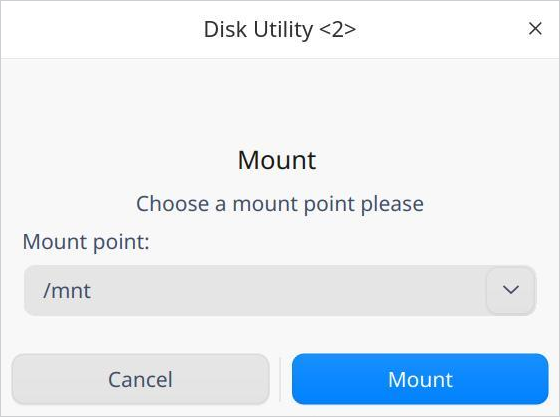 Disk Utility <2>
Mount
Choose a mount point please
Mount point:
/mnt
Cancel
Mount